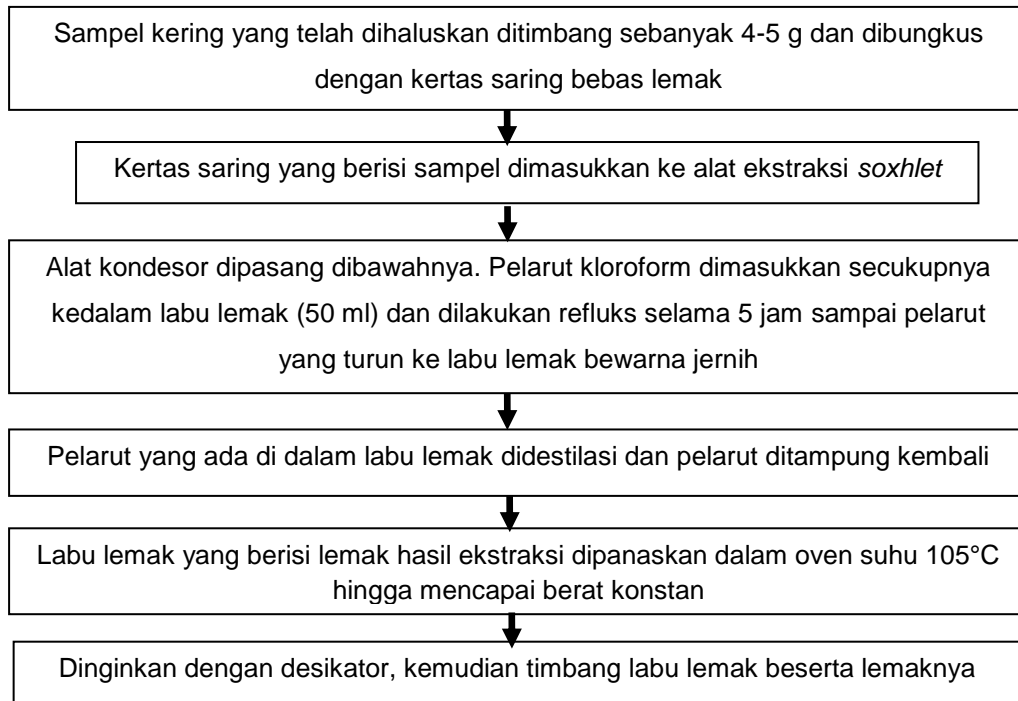 Sampel kering yang telah dihaluskan ditimbang sebanyak 4-5 g dan dibungkus
dengan kertas saring bebas lemak
Kertas saring yang berisi sampel dimasukkan ke alat ekstraksi soxhlet
Alat kondesor dipasang dibawahnya. Pelarut kloroform dimasukkan secukupnya
kedalam labu lemak (50 ml) dan dilakukan refluks selama 5 jam sampai pelarut
yang turun ke labu lemak bewarna jernih
Pelarut yang ada di dalam labu lemak didestilasi dan pelarut ditampung kembali
Labu lemak yang berisi lemak hasil ekstraksi dipanaskan dalam oven suhu 105°C
hingga mencapai berat konstan
Dinginkan dengan desikator, kemudian timbang labu lemak beserta lemaknya